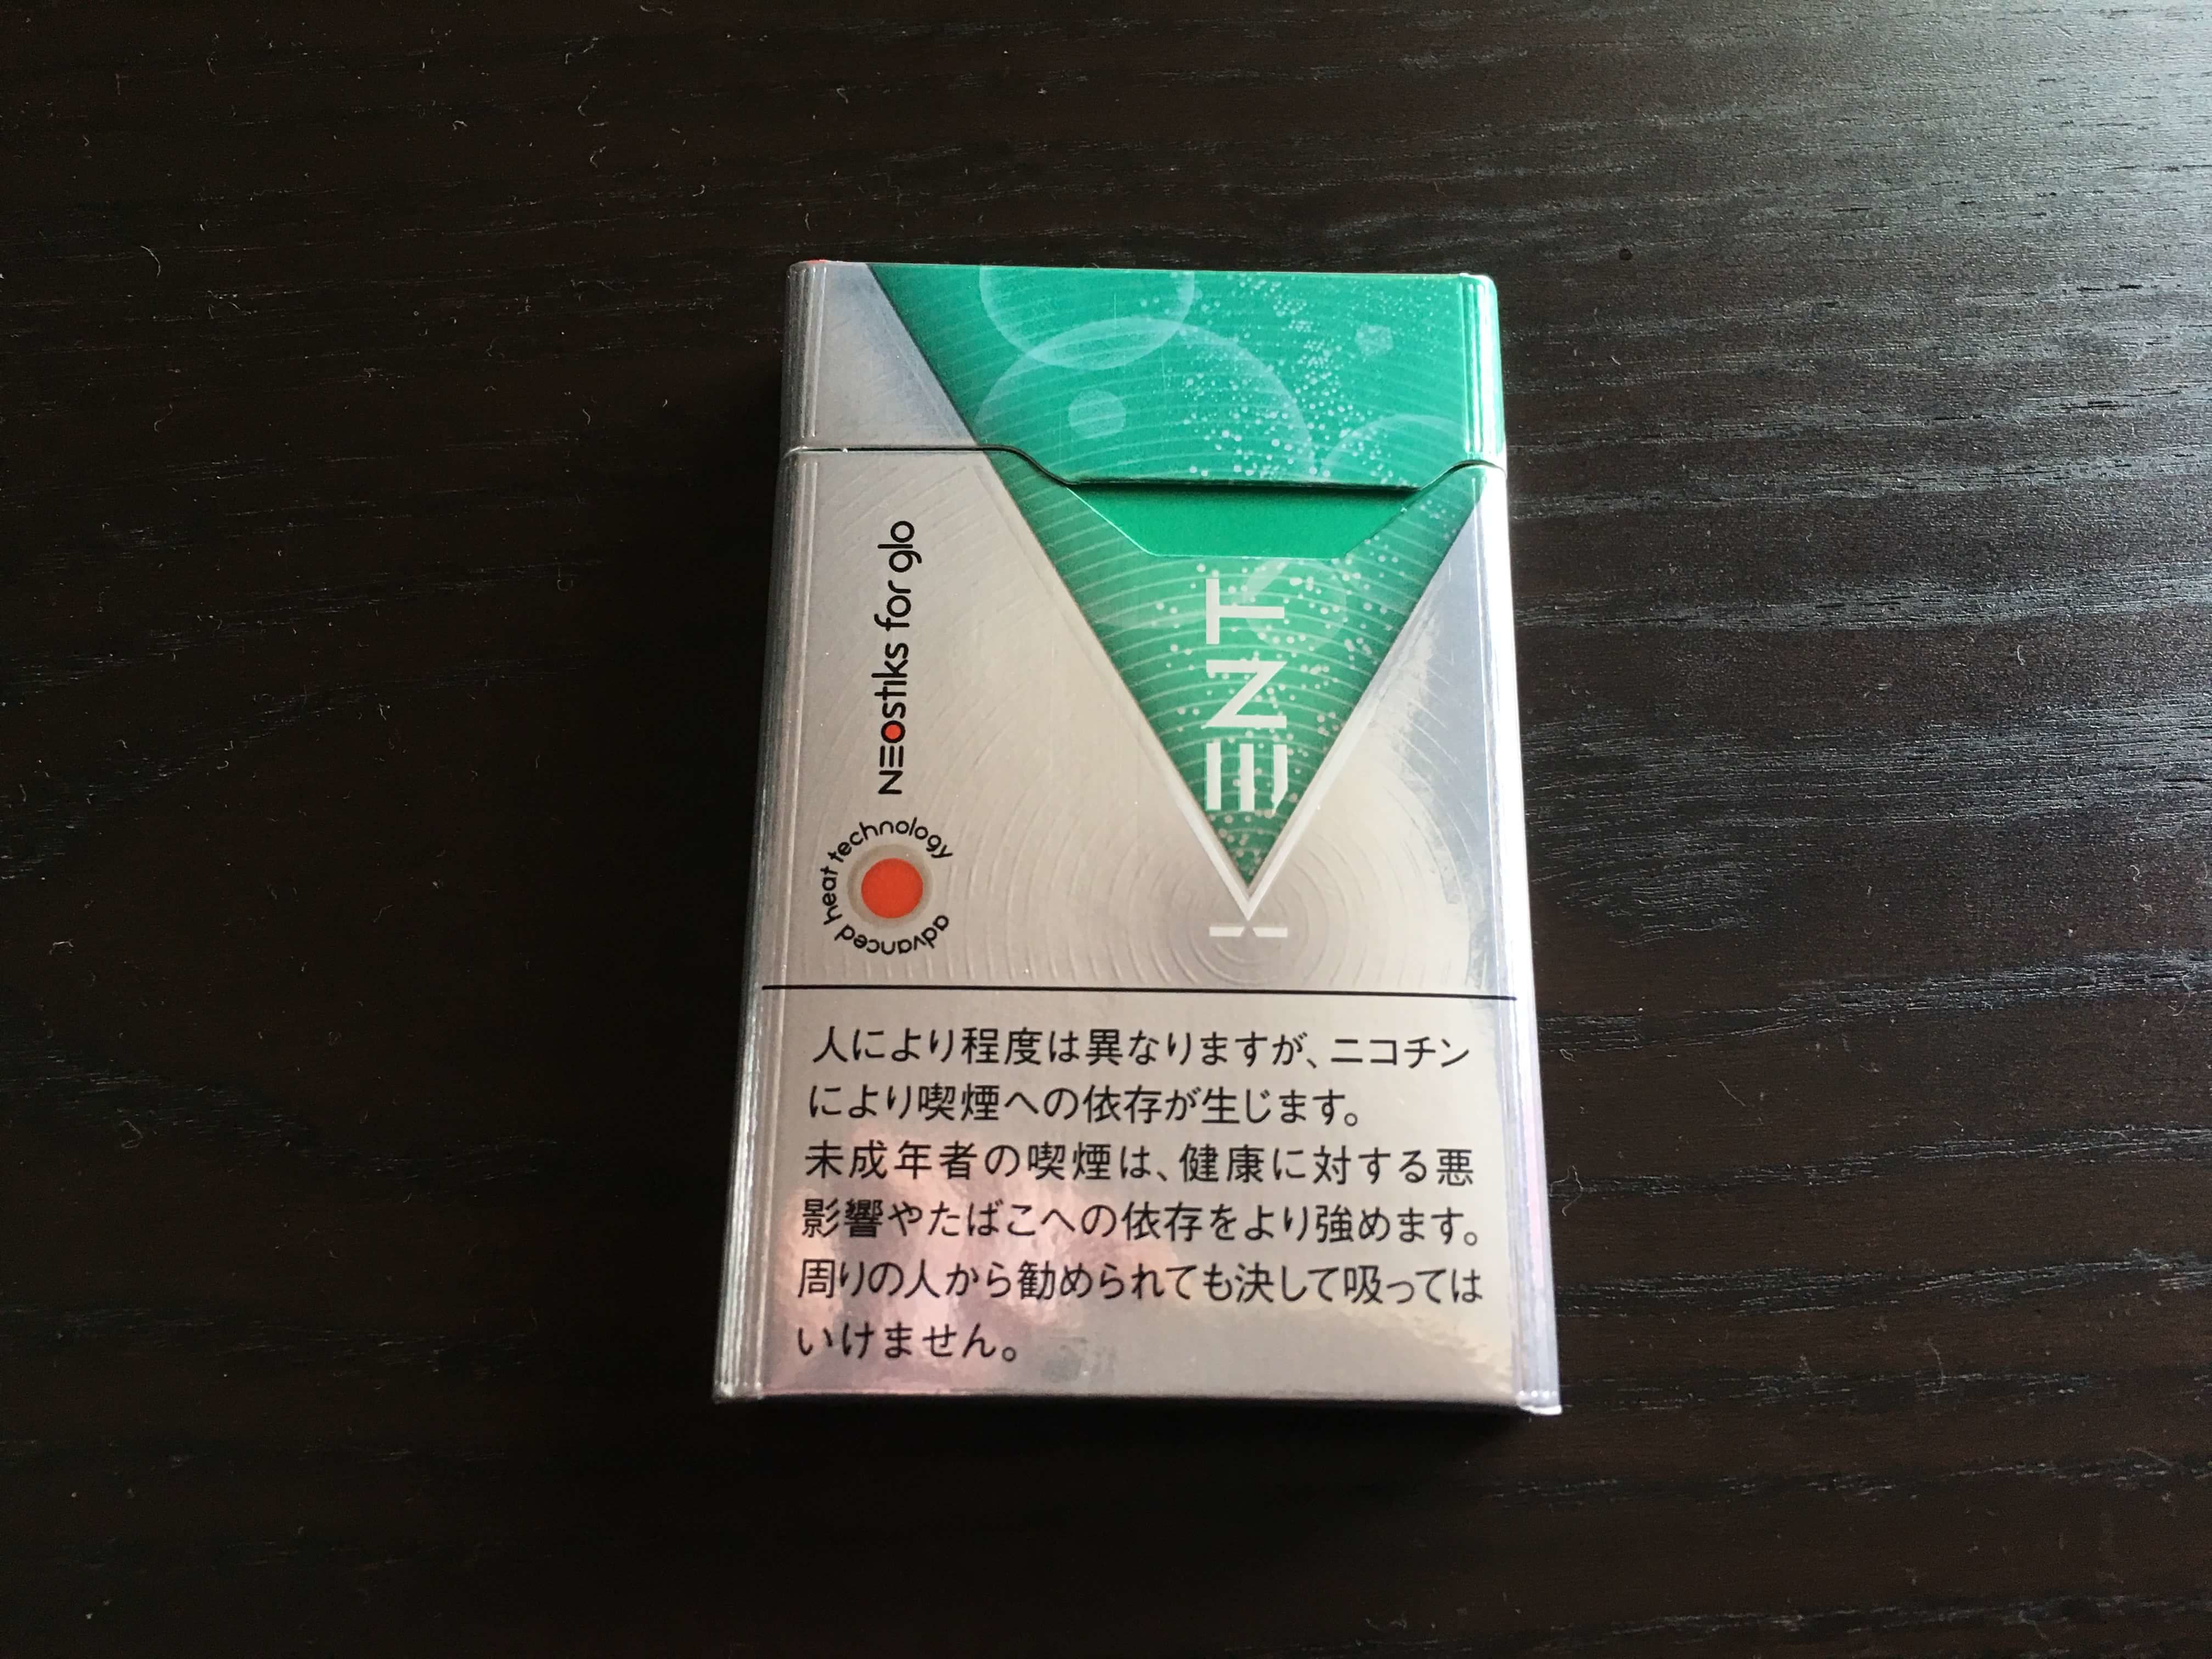 KENT
NEOstiks for glo
advanced heat technology
人により程度は異なりますが、ニコチン
により喫煙への依存が生じます。
未成年者の喫煙は、健康に対する悪
影響やたばこへの依存をより強めます。
周りの人から勧められても決して吸っては
いけません。